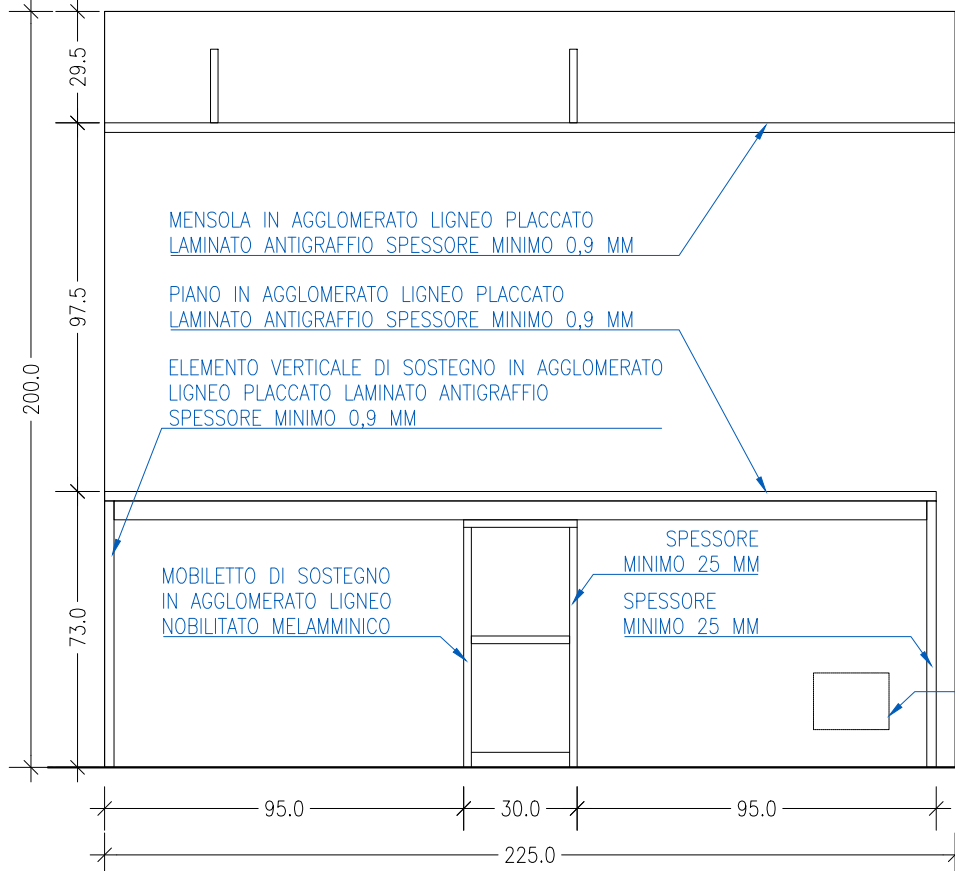 29.5
97.5
200.0
73.0
MENSOLA IN AGGLOMERATO LIGNEO PLACCATO
LAMINATO ANTIGRAFFIO SPESSORE MINIMO 0,9 MM
PIANO IN AGGLOMERATO LIGNEO PLACCATO
LAMINATO ANTIGRAFFIO SPESSORE MINIMO 0,9 MM
ELEMENTO VERTICALE DI SOSTEGNO IN AGGLOMERATO
LIGNEO PLACCATO LAMINATO ANTIGRAFFIO
SPESSORE MINIMO 0,9 MM
MOBILETTO DI SOSTEGNO
IN AGGLOMERATO LIGNEO
NOBILITATO MELAMMINICO
SPESSORE
MINIMO 25 MM
SPESSORE
MINIMO 25 MM
95.0
30.0
95.0
225.0